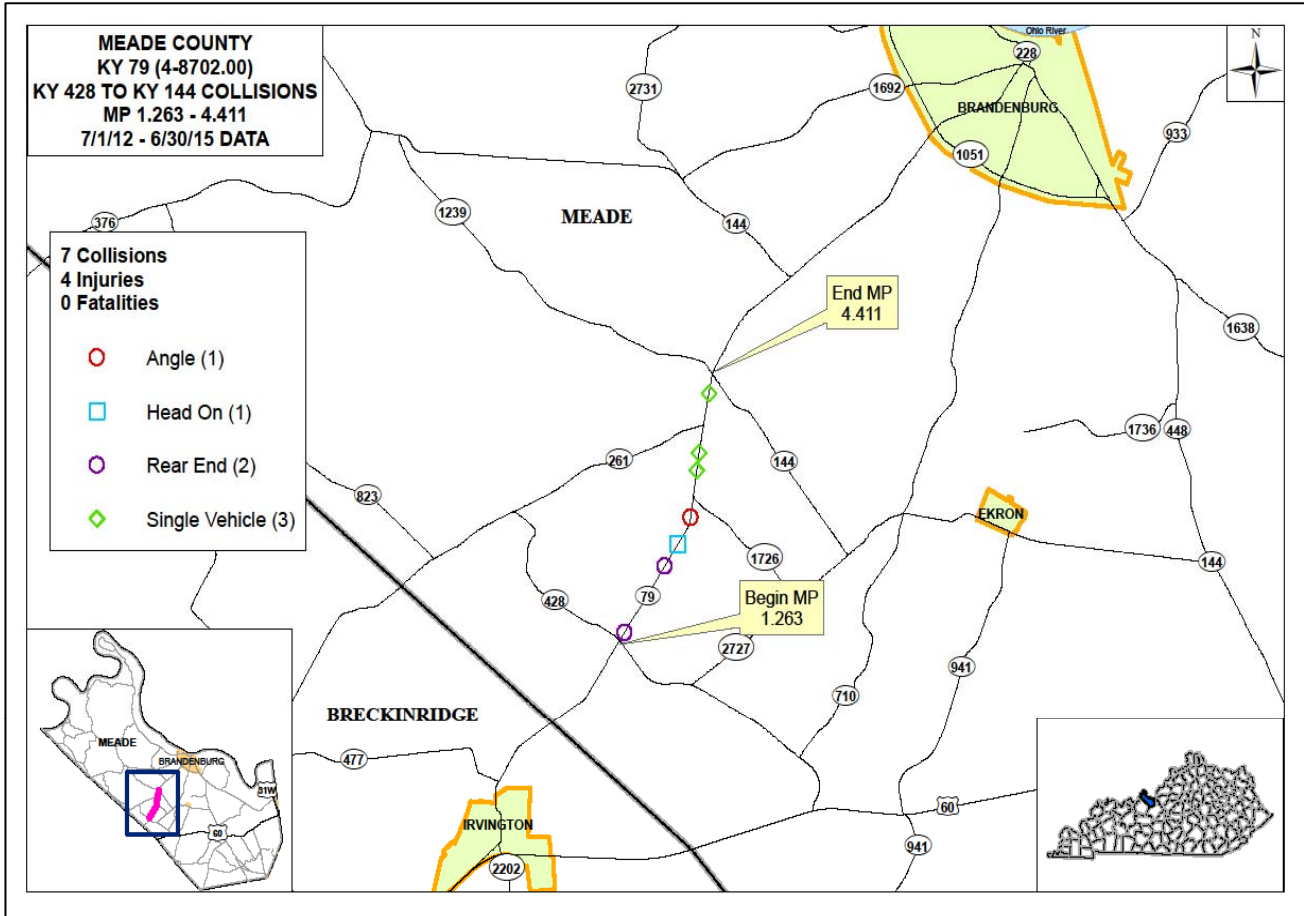 MEADE COUNTY
KY 79 (4-8702.00)
KY 428 TO KY 144 COLLISIONS
MP 1.263 - 4.411
7/1/12 - 6/30/15 DATA
Ohio River
N
228
2731
1692
BRANDENBURG
933
1051
1239
MEADE
376
144
7 Collisions
4 Injuries
0 Fatalities
Angle (1)
Head On (1)
Rear End (2)
Single Vehicle (3)
End MP
4.411
1638
1736
448
261
144
823
EKRON
1726
144
428
79
Begin MP
1.263
2727
941
710
BRECKINRIDGE
477
60
IRVINGTON
941
2202
MEADE
BRANDENBURG
31W
60